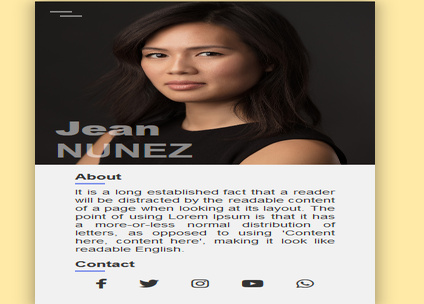 Jean
NUNEZ
About
It is a long established fact that a reader
will be distracted by the readable content
of a page when looking at its layout. The
point of using Lorem Ipsum is that it has
a more-or-less normal distribution of
letters, as opposed to using 'Content
here, content here', making it look like
readable English.
Contact